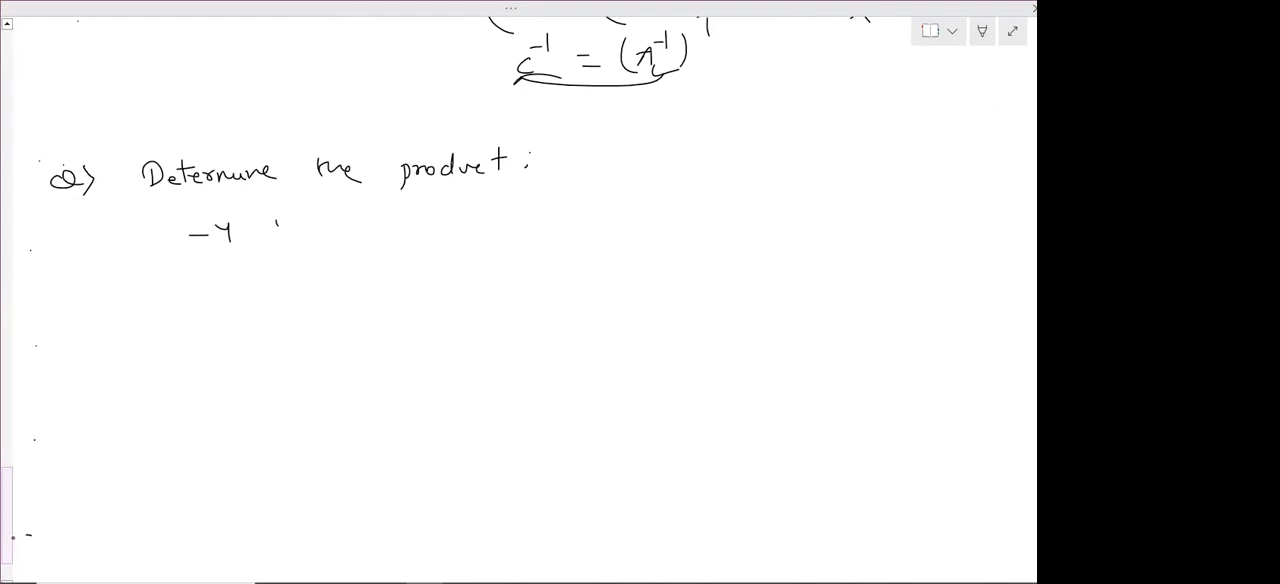 c⁻¹ = (A⁻¹)
Q) Determine the product:
-4